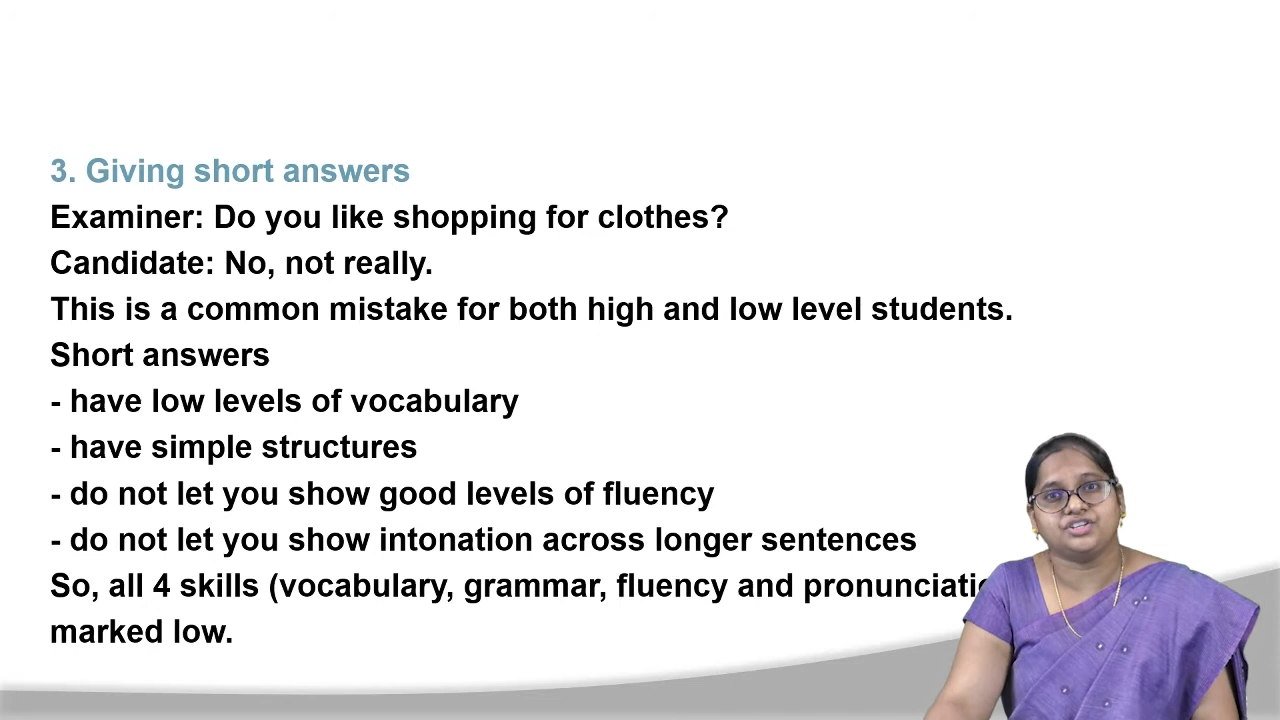 3. Giving short answers
Examiner: Do you like shopping for clothes?
Candidate: No, not really.
This is a common mistake for both high and low level students.
Short answers
- have low levels of vocabulary
- have simple structures
- do not let you show good levels of fluency
- do not let you show intonation across longer sentences
So, all 4 skills (vocabulary, grammar, fluency and
marked low.